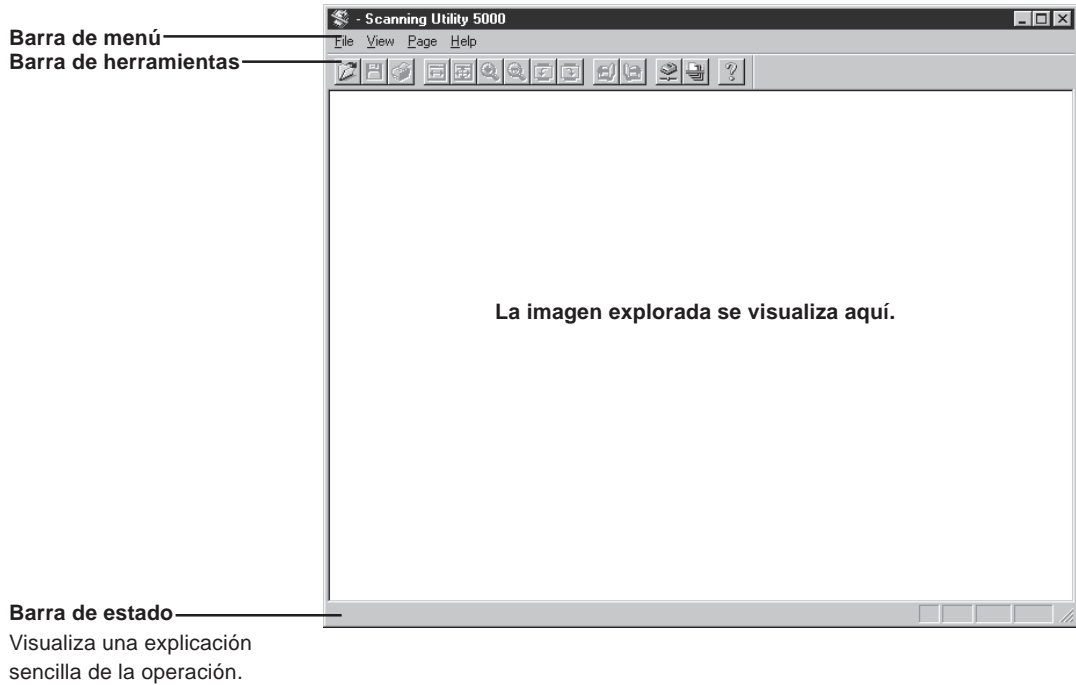 - Scanning Utility 5000
Barra de menú
File View Page Help
Barra de herramientas
La imagen explorada se visualiza aquí.
Barra de estado
Visualiza una explicación
sencilla de la operación.